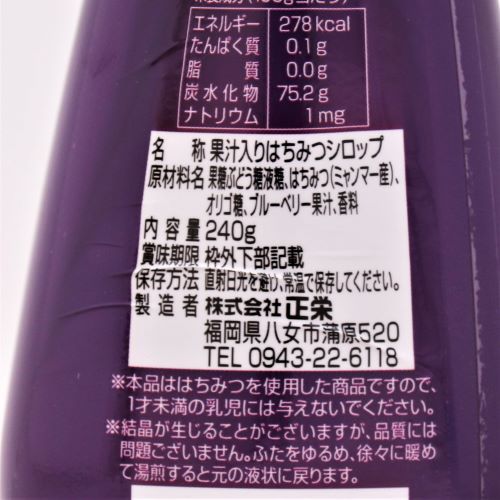 エネルギー 278kcal
たんぱく質 0.1g
脂質 0.0g
炭水化物 75.2g
ナトリウム 1mg
名称 果汁入りはちみつシロップ
原材料名 果糖ぶどう糖液糖、はちみつ(ミャンマー産)、
オリゴ糖、ブルーベリー果汁、香料
内容量 240g
賞味期限 枠外下部記載
保存方法 直射日光を避け、常温で保存してください。
製造者 株式会社正栄
福岡県八女市蒲原520
TEL 0943-22-6118
※本品ははちみつを使用した商品ですので、
1才未満の乳児には与えないでください。
※結晶が生じることがございますが、品質には
問題ございません。ふたをゆるめ、徐々に暖め
て湯煎すると元の液状に戻ります。